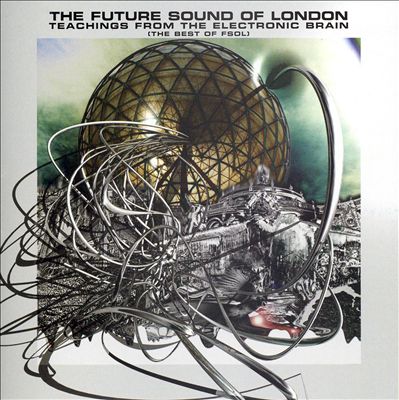 THE FUTURE SOUND OF LONDON
TEACHINGS FROM THE ELECTRONIC BRAIN
(THE BEST OF FSOL)